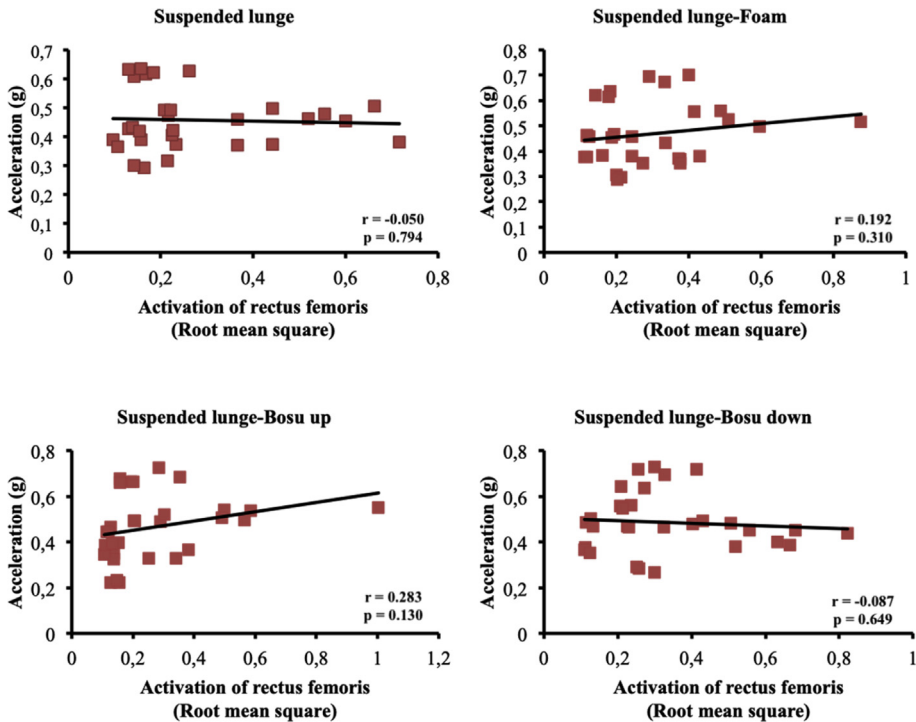 Suspended lunge
0,7
0,6
0,5
0,4
0,3
0,2
0,1
0
Acceleration (g)
r = -0.050
p = 0.794
0 0,2 0,4 0,6 0,8
Activation of rectus femoris
(Root mean square)
Suspended lunge-Foam
0,8
0,7
0,6
0,5
0,4
0,3
0,2
0,1
0
Acceleration (g)
r = 0.192
p = 0.310
0 0,2 0,4 0,6 0,8 1
Activation of rectus femoris
(Root mean square)
Suspended lunge-Bosu up
0,8
0,6
0,4
0,2
0
Acceleration (g)
r = 0.283
p = 0.130
0 0,2 0,4 0,6 0,8 1 1,2
Activation of rectus femoris
(Root mean square)
Suspended lunge-Bosu down
0,8
0,6
0,4
0,2
0
Acceleration (g)
r = -0.087
p = 0.649
0 0,2 0,4 0,6 0,8 1
Activation of rectus femoris
(Root mean square)